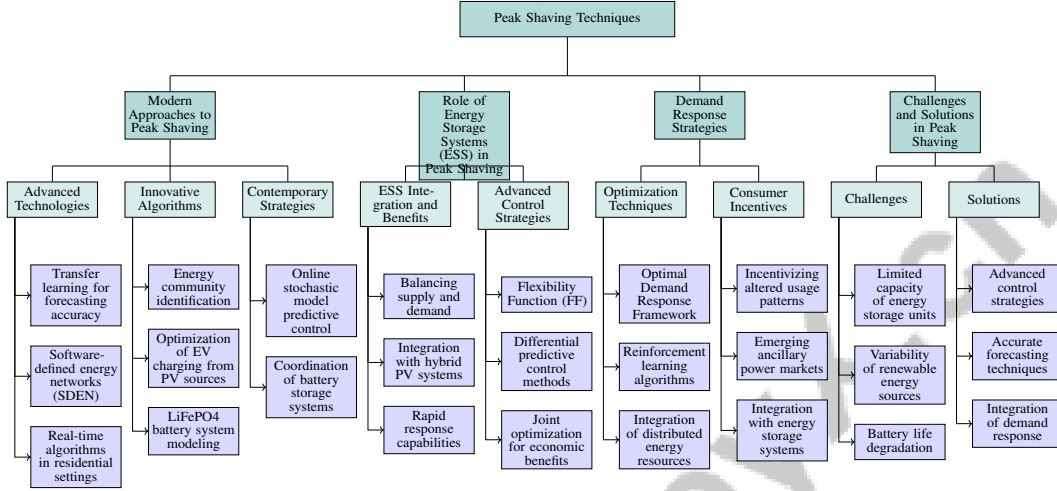 Peak Shaving Techniques
Modern
Approaches to
Peak Shaving
Role of
Energy
Storage
Systems
(ESS) in
Peak Shaving
Demand
Response
Strategies
Challenges
and Solutions
in Peak
Shaving
Advanced
Technologies
Innovative
Algorithms
Contemporary
Strategies
ESS Inte-
gration and
Benefits
Advanced
Control
Strategies
Optimization
Techniques
Consumer
Incentives
Challenges
Solutions
Transfer
learning for
forecasting
accuracy
Software-
defined energy
networks
(SDEN)
Real-time
algorithms
in residential
settings
Energy
community
identification
Optimization
of EV
charging from
PV sources
LiFePO4
battery system
modeling
Online
stochastic
model
predictive
control
Coordination
of battery
storage
systems
Balancing
supply and
demand
Integration
with hybrid
PV systems
Rapid
response
capabilities
Flexibility
Function (FF)
Differential
predictive
control
methods
Joint
optimization
for economic
benefits
Optimal
Demand
Response
Framework
Reinforcement
learning
algorithms
Integration
of distributed
energy
resources
Incentivizing
altered usage
patterns
Emerging
ancillary
power markets
Integration
with energy
storage
systems
Limited
capacity
of energy
storage units
Variability
of renewable
energy
sources
Battery life
degradation
Advanced
control
strategies
Accurate
forecasting
techniques
Integration
of demand
response